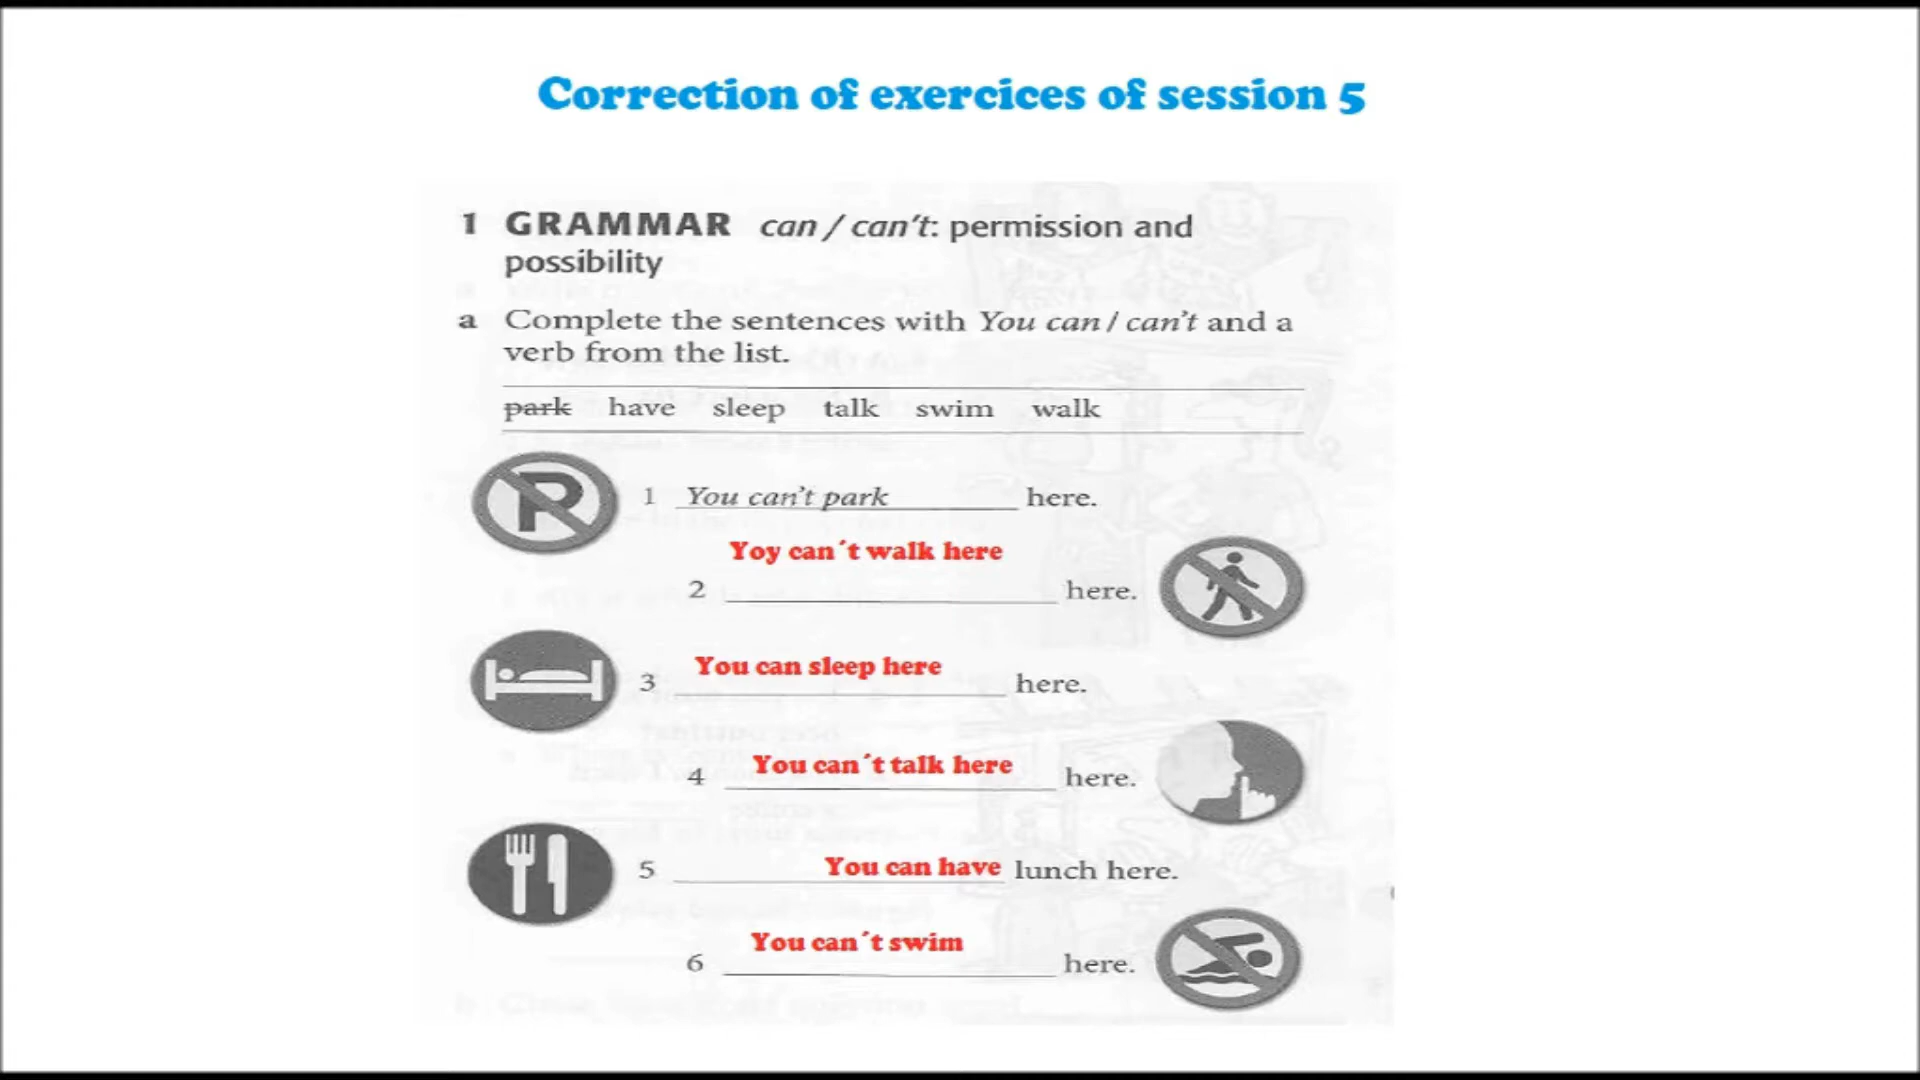 Correction of exercices of session 5
1 GRAMMAR can / can't: permission and
possibility
a Complete the sentences with You can / can't and a
verb from the list.
park have sleep talk swim walk
P
1 You can't park here.
Yoy can´t walk here
2 here.
You can sleep here
3 here.
You can´t talk here
4 here.
5 You can have lunch here.
You can´t swim
6 here.